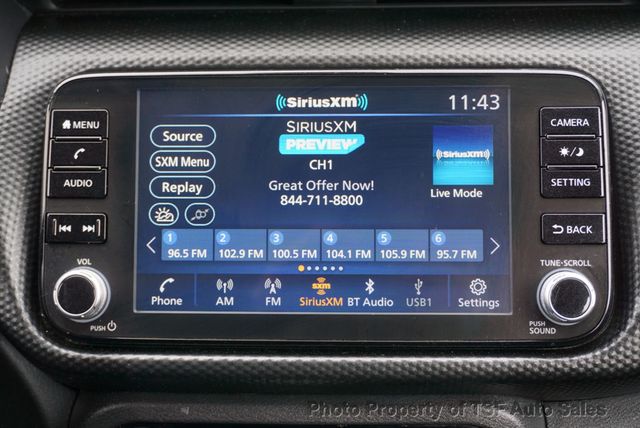 SiriusXM
11:43
MENU
AUDIO
VOL
PUSH
Source
SXM Menu
Replay
SIRIUSXM
PREVIEW
CH1
Great Offer Now!
844-711-8800
SiriusXM
Live Mode
1 2 3 4 5 6
96.5 FM 102.9 FM 100.5 FM 104.1 FM 105.9 FM 95.7 FM
Phone AM FM SXM SiriusXM BT Audio USB1 Settings
CAMERA
SETTING
BACK
TUNE·SCROLL
PUSH
SOUND
Photo Property of TSF Auto Sales